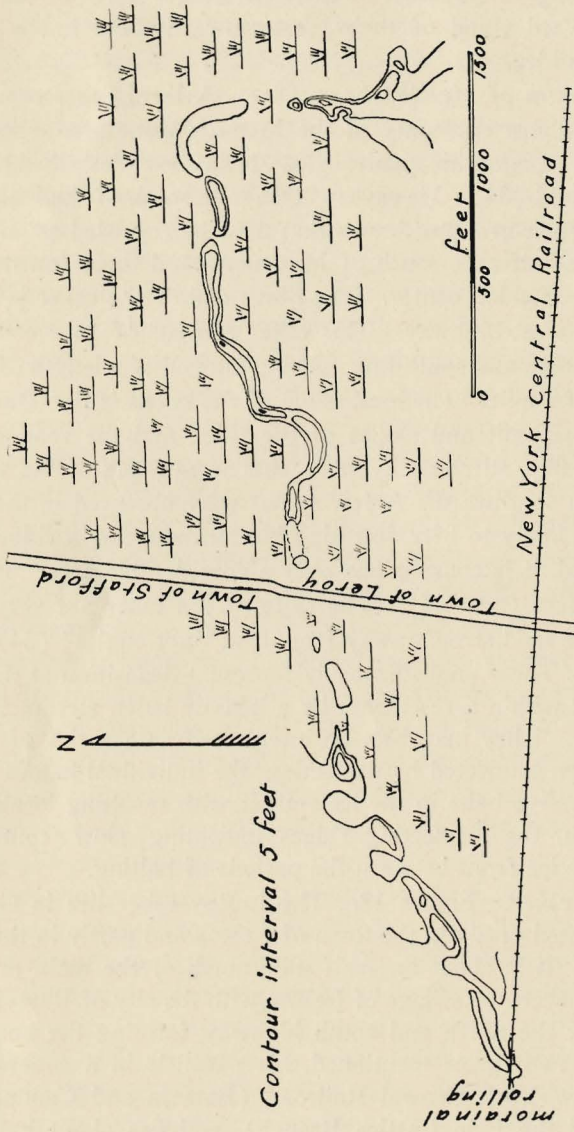 Town of Stafford
Town of Leroy
N
Contour interval 5 feet
New York Central Railroad
morainal
rolling
feet
0 500 1000 1500